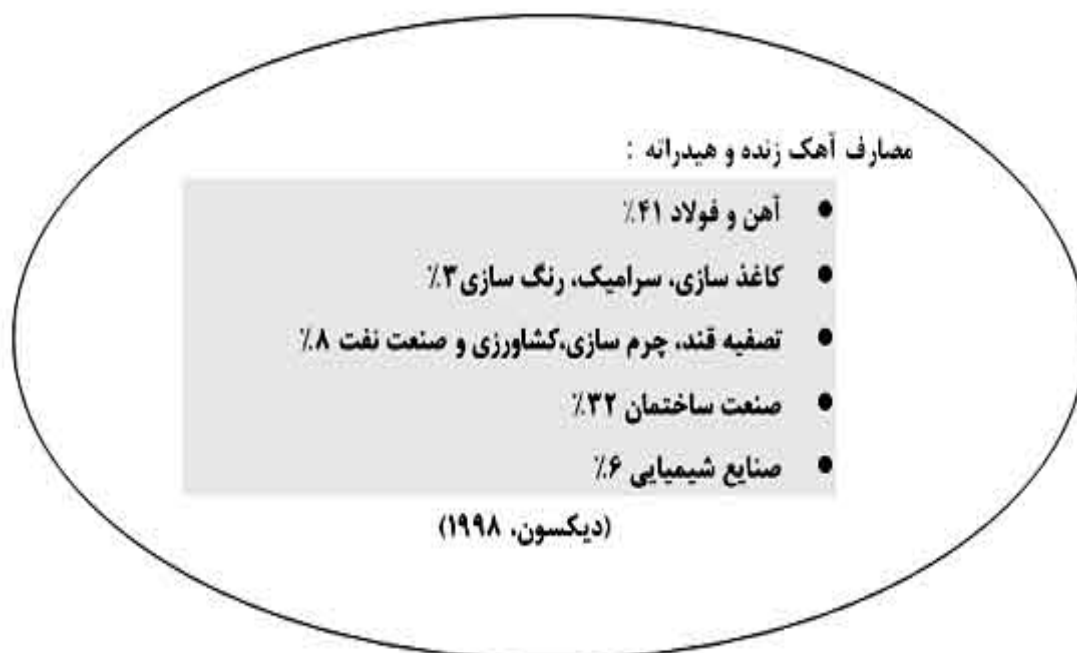 مصارف آهک زنده و هیدراته :
● آهن و فولاد ۴۱٪
● کاغذ سازی، سرامیک، رنگ سازی۳٪
● تصفیه قند، چرم سازی،کشاورزی و صنعت نفت ۸٪
● صنعت ساختمان ۳۲٪
● صنایع شیمیایی ۶٪
(دیکسون، ۱۹۹۸)